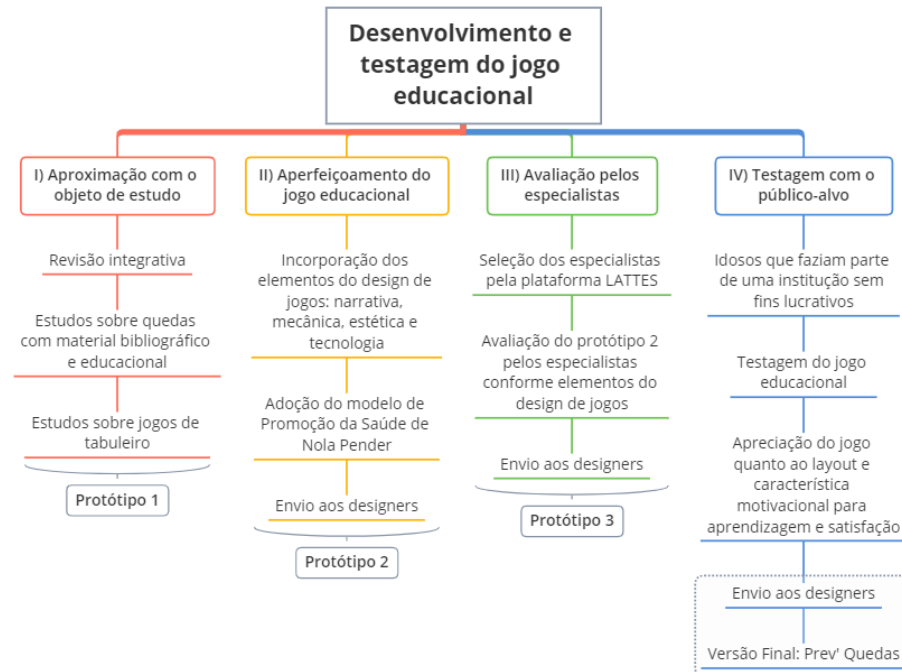 Desenvolvimento e
testagem do jogo
educacional
I) Aproximação com o
objeto de estudo
Revisão integrativa
Estudos sobre quedas
com material bibliográfico
e educacional
Estudos sobre jogos de
tabuleiro
Protótipo 1
II) Aperfeiçoamento do
jogo educacional
Incorporação dos
elementos do design de
jogos: narrativa,
mecânica, estética e
tecnologia
Adoção do modelo de
Promoção da Saúde de
Nola Pender
Envio aos designers
Protótipo 2
III) Avaliação pelos
especialistas
Seleção dos especialistas
pela plataforma LATTES
Avaliação do protótipo 2
pelos especialistas
conforme elementos do
design de jogos
Envio aos designers
Protótipo 3
IV) Testagem com o
público-alvo
Idosos que faziam parte
de uma institução sem
fins lucrativos
Testagem do jogo
educacional
Apreciação do jogo
quanto ao layout e
característica
motivacional para
aprendizagem e satisfação
Envio aos designers
Versão Final: Prev' Quedas